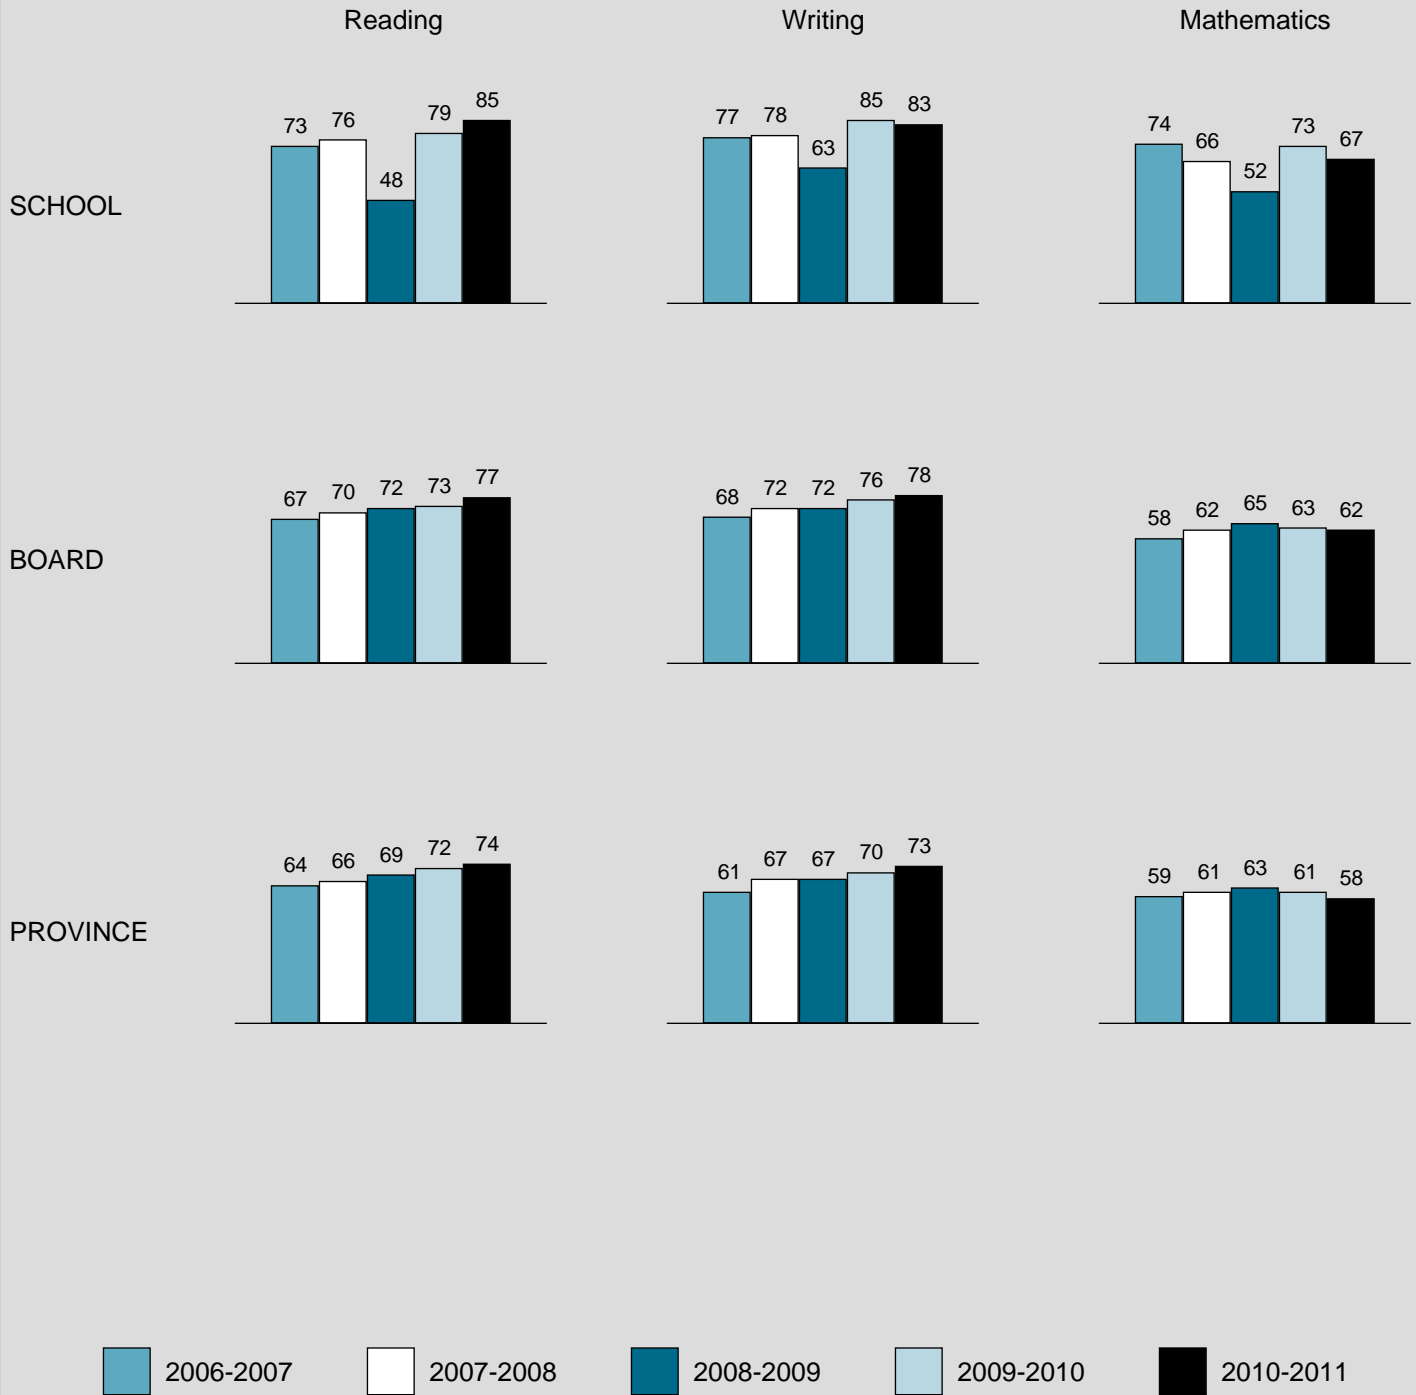 Reading Writing Mathematics
SCHOOL
73 76 48 79 85
77 78 63 85 83
74 66 52 73 67
BOARD
67 70 72 73 77
68 72 72 76 78
58 62 65 63 62
PROVINCE
64 66 69 72 74
61 67 67 70 73
59 61 63 61 58
2006-2007 2007-2008 2008-2009 2009-2010 2010-2011